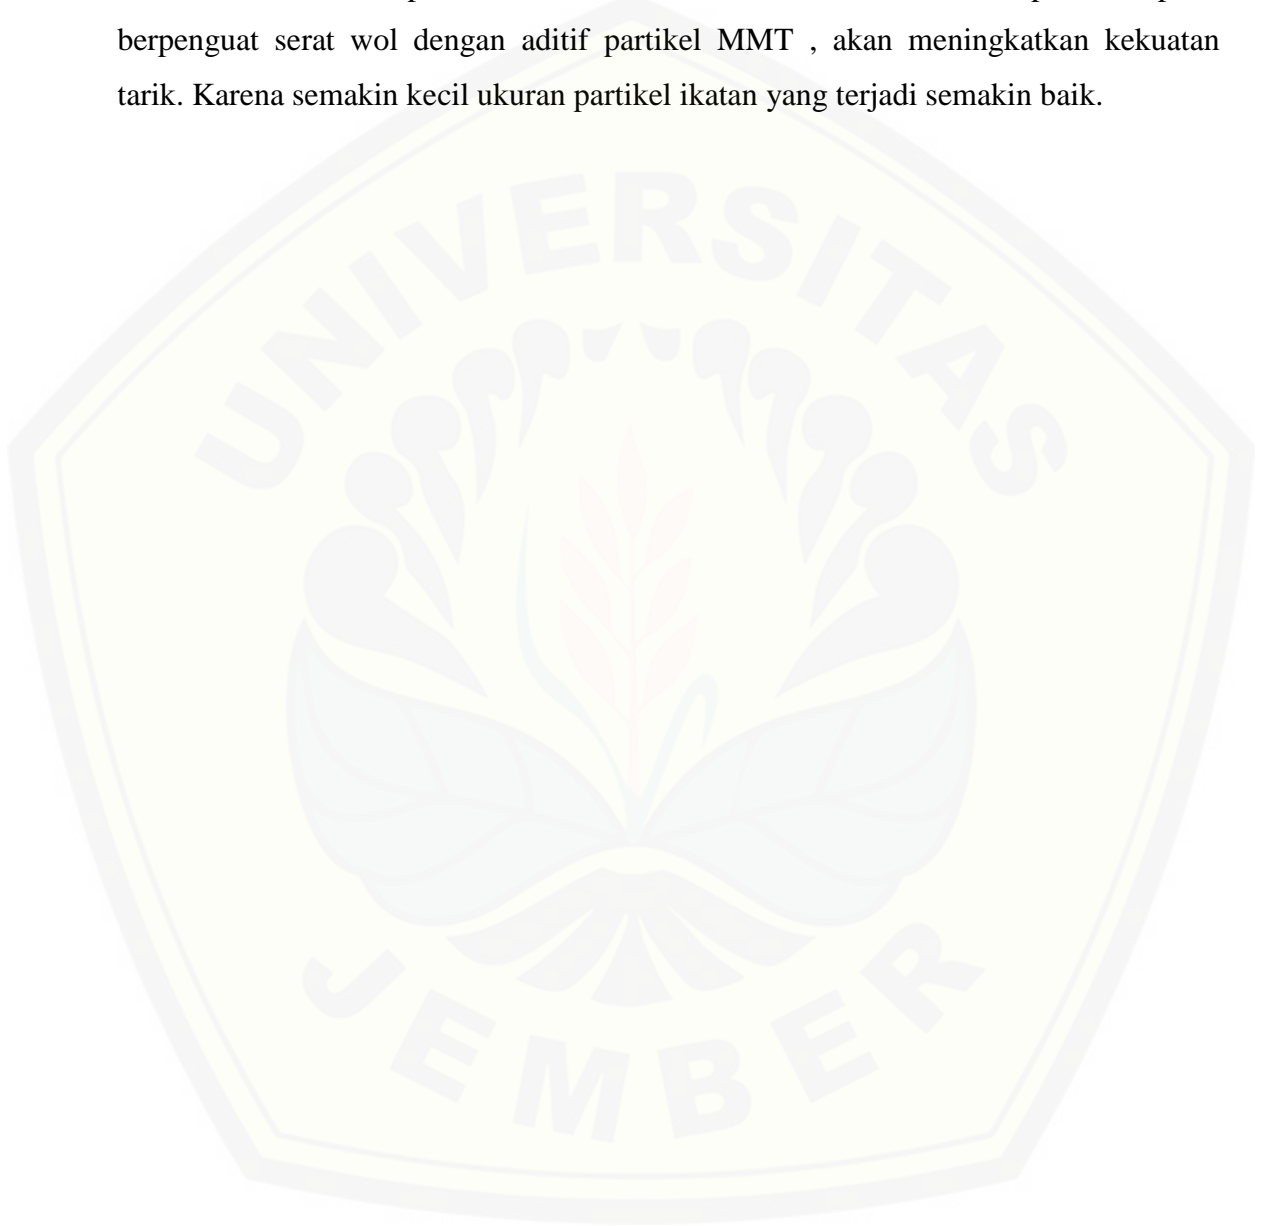 berpenguat serat wol dengan aditif partikel MMT , akan meningkatkan kekuatan
tarik. Karena semakin kecil ukuran partikel ikatan yang terjadi semakin baik.
UNIVERSITAS
JEMBER